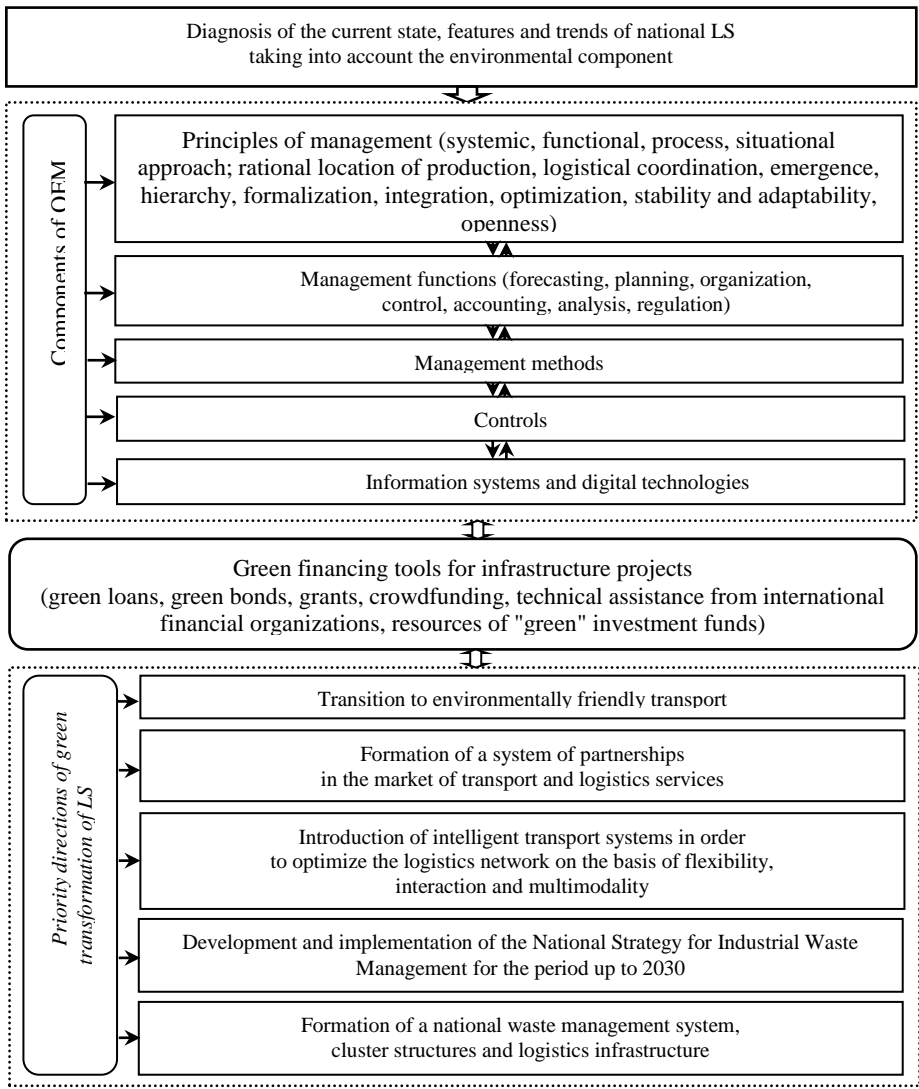 Diagnosis of the current state, features and trends of national LS
taking into account the environmental component
Components of OEM
Principles of management (systemic, functional, process, situational
approach; rational location of production, logistical coordination, emergence,
hierarchy, formalization, integration, optimization, stability and adaptability,
openness)
Management functions (forecasting, planning, organization,
control, accounting, analysis, regulation)
Management methods
Controls
Information systems and digital technologies
Green financing tools for infrastructure projects
(green loans, green bonds, grants, crowdfunding, technical assistance from international
financial organizations, resources of "green" investment funds)
Priority directions of green
transformation of LS
Transition to environmentally friendly transport
Formation of a system of partnerships
in the market of transport and logistics services
Introduction of intelligent transport systems in order
to optimize the logistics network on the basis of flexibility,
interaction and multimodality
Development and implementation of the National Strategy for Industrial Waste
Management for the period up to 2030
Formation of a national waste management system,
cluster structures and logistics infrastructure